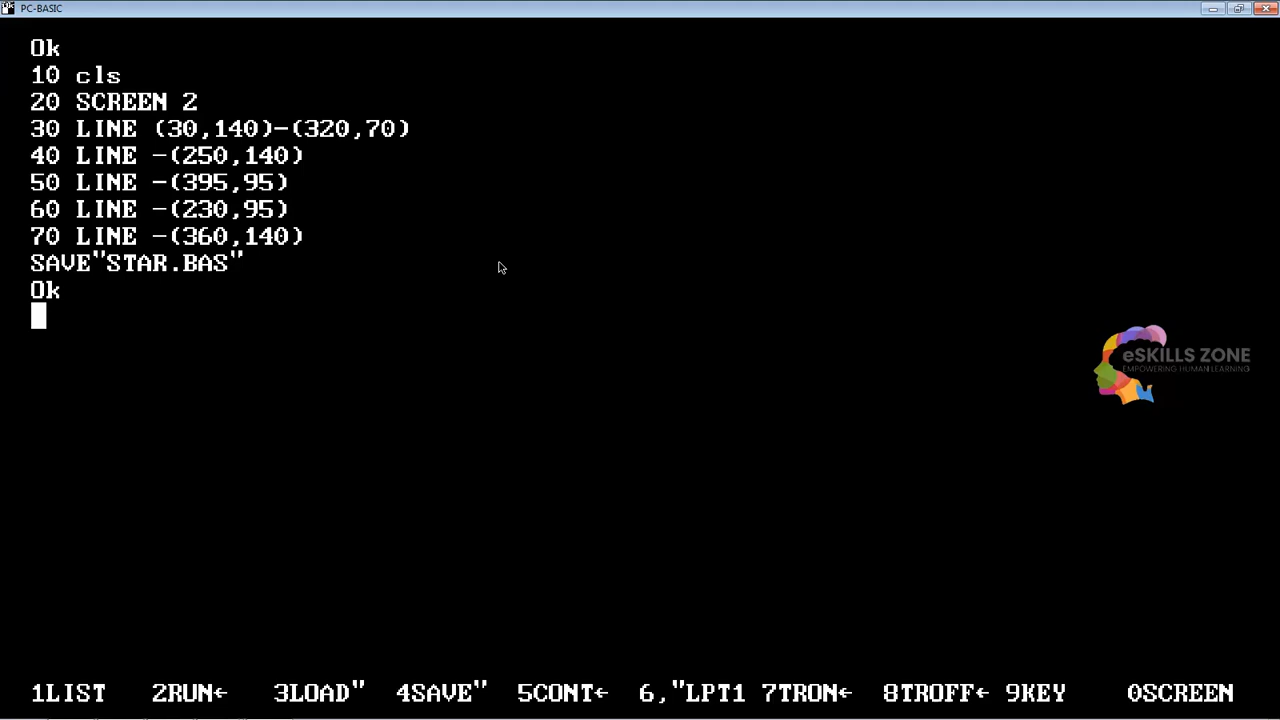 PC-BASIC
Ok
10 cls
20 SCREEN 2
30 LINE (30,140)-(320,70)
40 LINE -(250,140)
50 LINE -(395,95)
60 LINE -(230,95)
70 LINE -(360,140)
SAVE"STAR.BAS"
Ok
eSKILLS ZONE
EMPOWERING HUMAN LEARNING
1LIST 2RUN← 3LOAD" 4SAVE" 5CONT← 6,"LPT1 7TRON← 8TROFF← 9KEY 0SCREEN